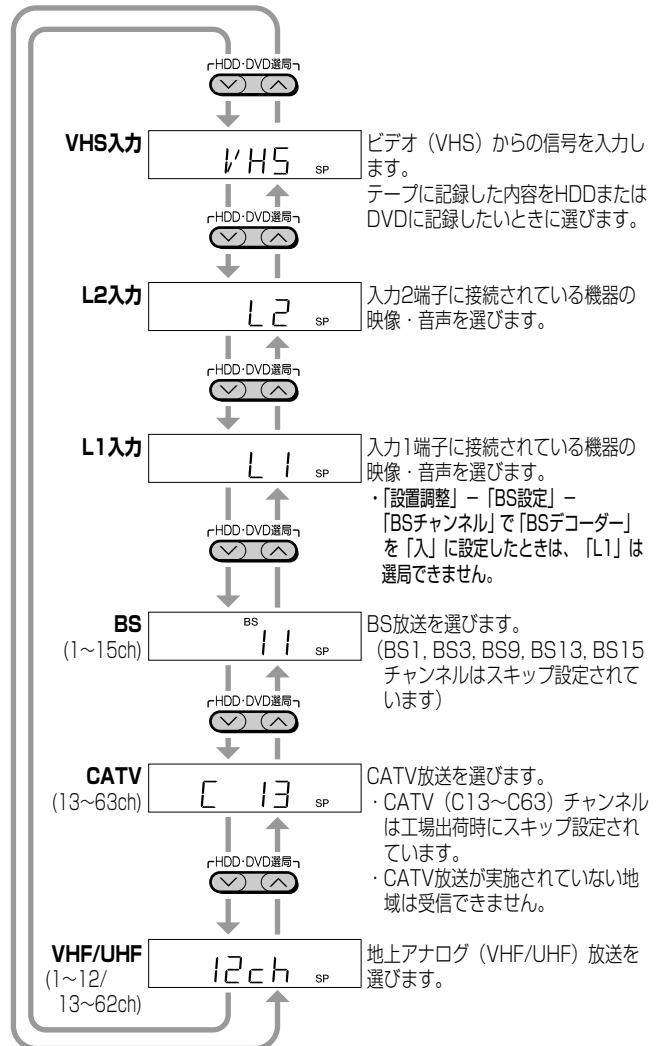 ┌HDD·DVD選局┐
VHS入力
VHS SP
ビデオ（VHS）からの信号を入力し
ます。
テープに記録した内容をHDDまたは
DVDに記録したいときに選びます。
┌HDD·DVD選局┐
L2入力
L2 SP
入力2端子に接続されている機器の
映像・音声を選びます。
┌HDD·DVD選局┐
L1入力
L1 SP
入力1端子に接続されている機器の
映像・音声を選びます。
・「設置調整」－「BS設定」－
「BSチャンネル」で「BSデコーダー」
を「入」に設定したときは、「L1」は
選局できません。
┌HDD·DVD選局┐
BS
(1~15ch)
BS
11 SP
BS放送を選びます。
（BS1, BS3, BS9, BS13, BS15
チャンネルはスキップ設定されて
います）
┌HDD·DVD選局┐
CATV
(13~63ch)
C 13 SP
CATV放送を選びます。
・CATV（C13~C63）チャンネル
は工場出荷時にスキップ設定され
ています。
・CATV放送が実施されていない地
域は受信できません。
┌HDD·DVD選局┐
VHF/UHF
(1~12/
13~62ch)
12ch SP
地上アナログ（VHF/UHF）放送を
選びます。